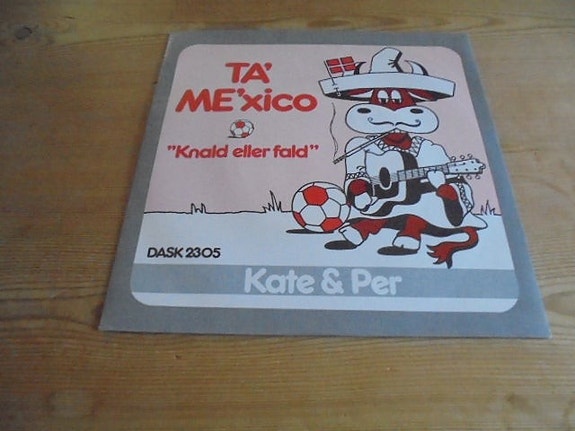 TA'
ME'xico
"Knald eller fald"
DASK 2305
Kate & Per